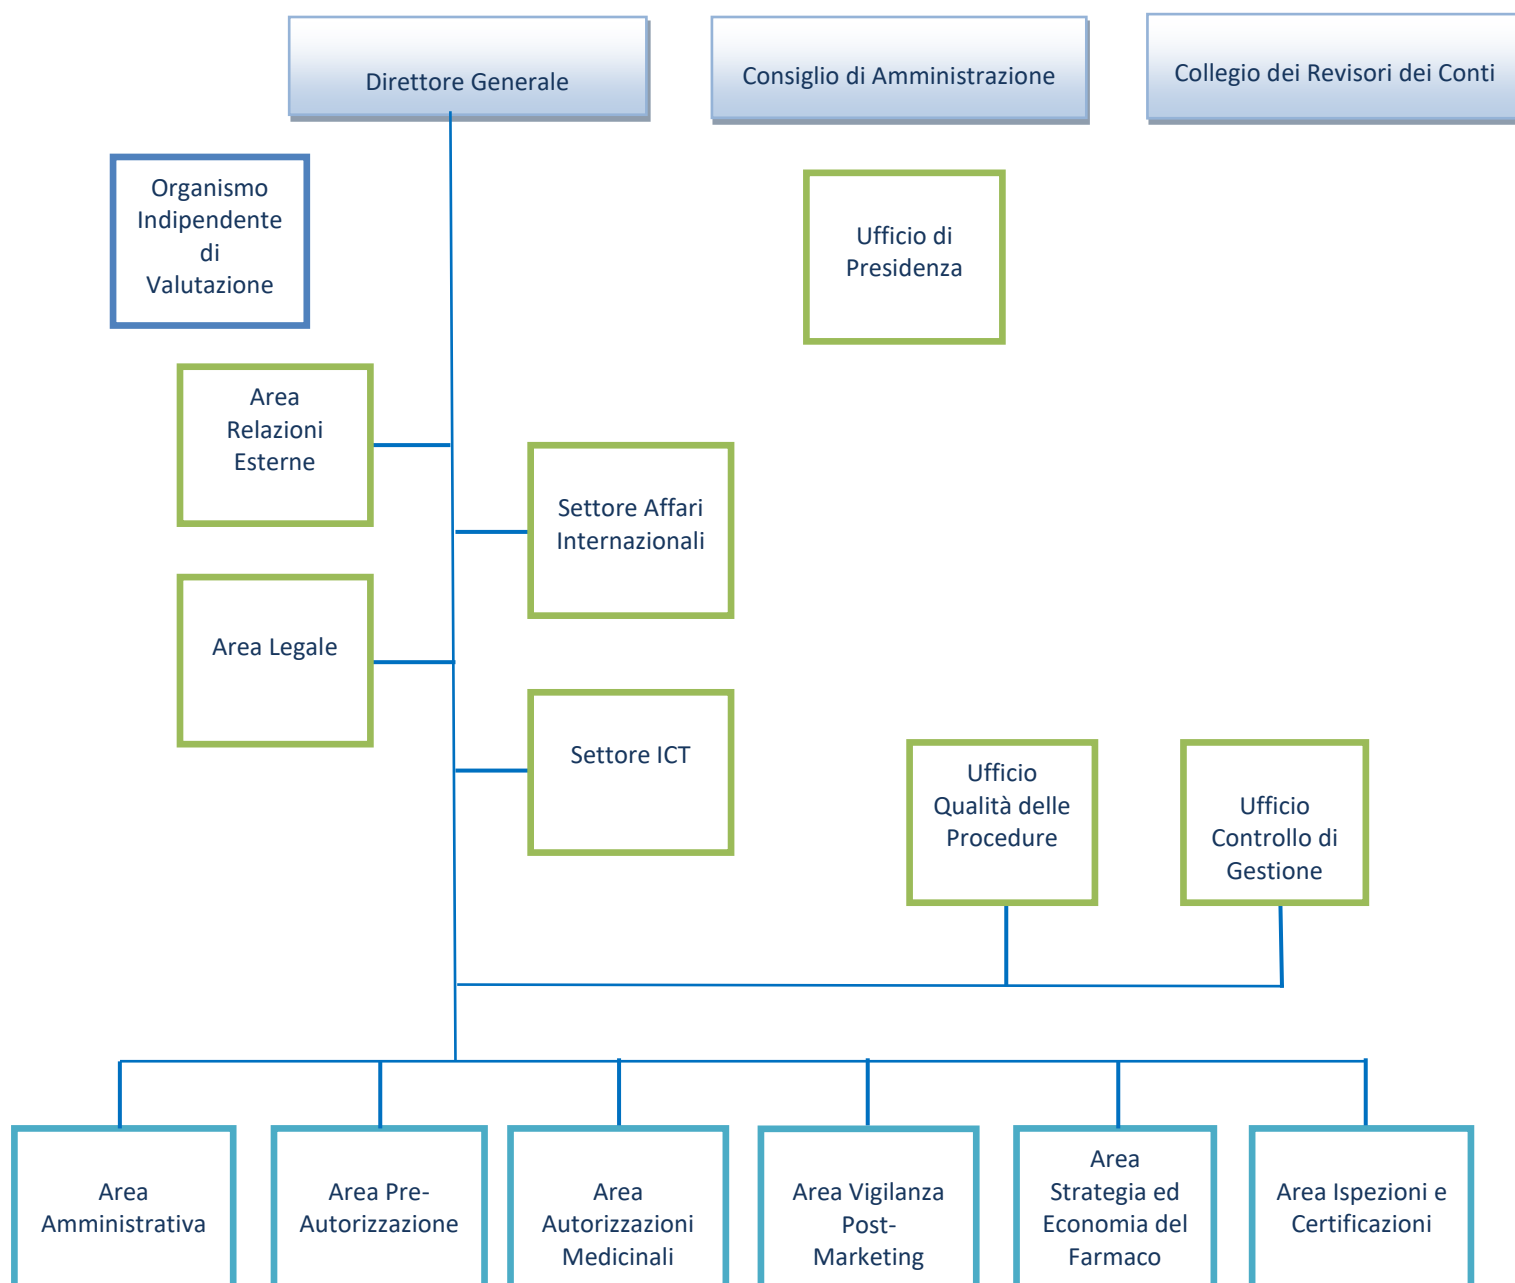 Direttore Generale
Consiglio di Amministrazione
Collegio dei Revisori dei Conti
Organismo
Indipendente
di
Valutazione
Ufficio di
Presidenza
Area
Relazioni
Esterne
Settore Affari
Internazionali
Area Legale
Settore ICT
Ufficio
Qualità delle
Procedure
Ufficio
Controllo di
Gestione
Area
Amministrativa
Area Pre-
Autorizzazione
Area
Autorizzazioni
Medicinali
Area Vigilanza
Post-
Marketing
Area
Strategia ed
Economia del
Farmaco
Area Ispezioni e
Certificazioni